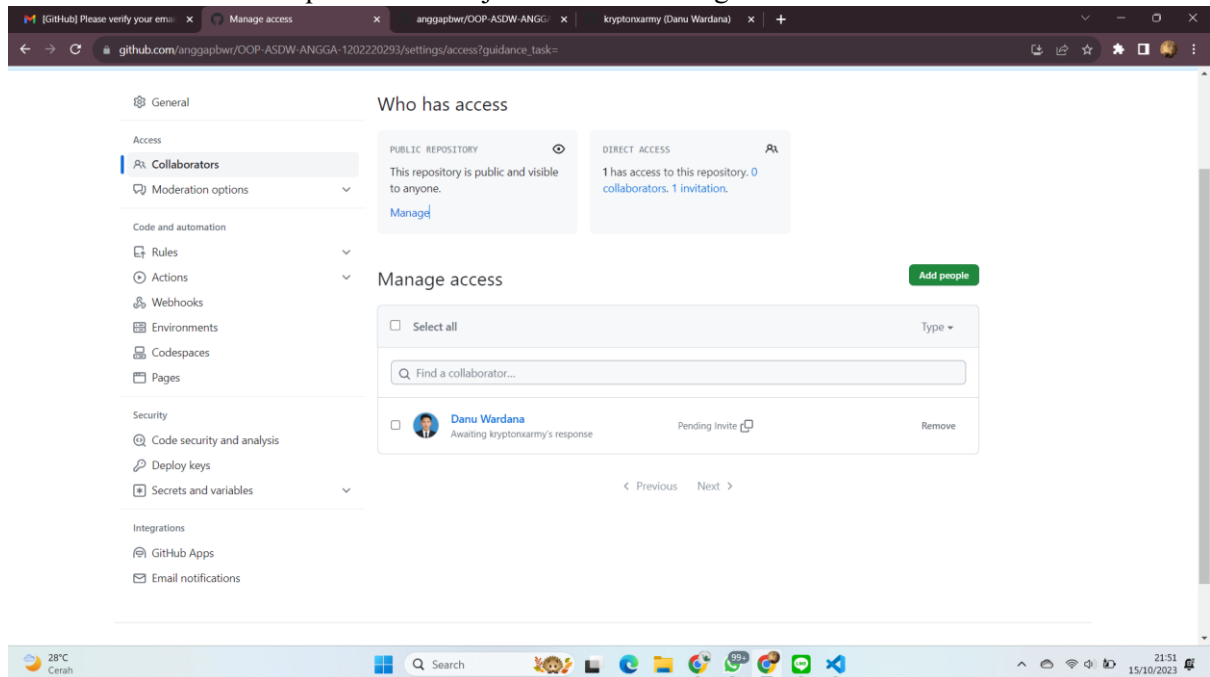 [GitHub] Please verify your ema
Manage access
anggapbwr/OOP-ASDW-ANGG
kryptonxarmy (Danu Wardana)
github.com/anggapbwr/OOP-ASDW-ANGGA-1202220293/settings/access?guidance_task=
General
Access
Collaborators
Moderation options
Code and automation
Rules
Actions
Webhooks
Environments
Codespaces
Pages
Security
Code security and analysis
Deploy keys
Secrets and variables
Integrations
GitHub Apps
Email notifications
Who has access
PUBLIC REPOSITORY
This repository is public and visible
to anyone.
Manage
DIRECT ACCESS
1 has access to this repository. 0
collaborators. 1 invitation.
Manage access
Add people
Select all
Type
Find a collaborator...
Danu Wardana
Awaiting kryptonxarmy's response
Pending Invite
Remove
< Previous Next >
28°C
Cerah
Search
99+
21:51
15/10/2023